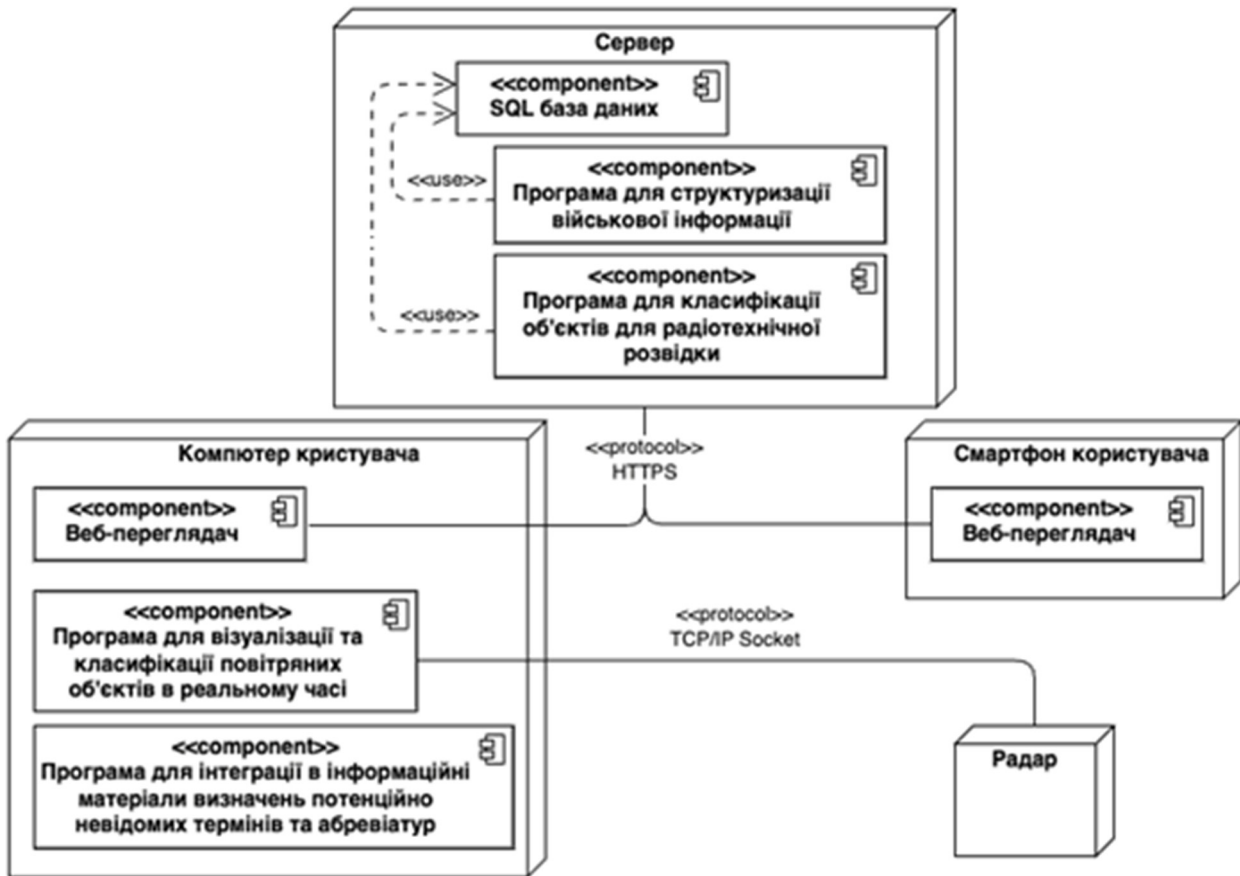 Сервер
<<component>>
SQL база даних
<<component>>
<<use>>
Програма для структуризації
військової інформації
<<component>>
Програма для класифікації
<<use>>
об'єктів для радіотехнічної
розвідки
<<protocol>>
HTTPS
Компютер кристувача
<<component>>
Веб-переглядач
<<component>>
Програма для візуалізації та
класифікації повітряних
об'єктів в реальному часі
<<component>>
Програма для інтеграції в інформаційні
матеріали визначень потенційно
невідомих термінів та абревіатур
Смартфон користувача
<<component>>
Веб-переглядач
<<protocol>>
TCP/IP Socket
Радар